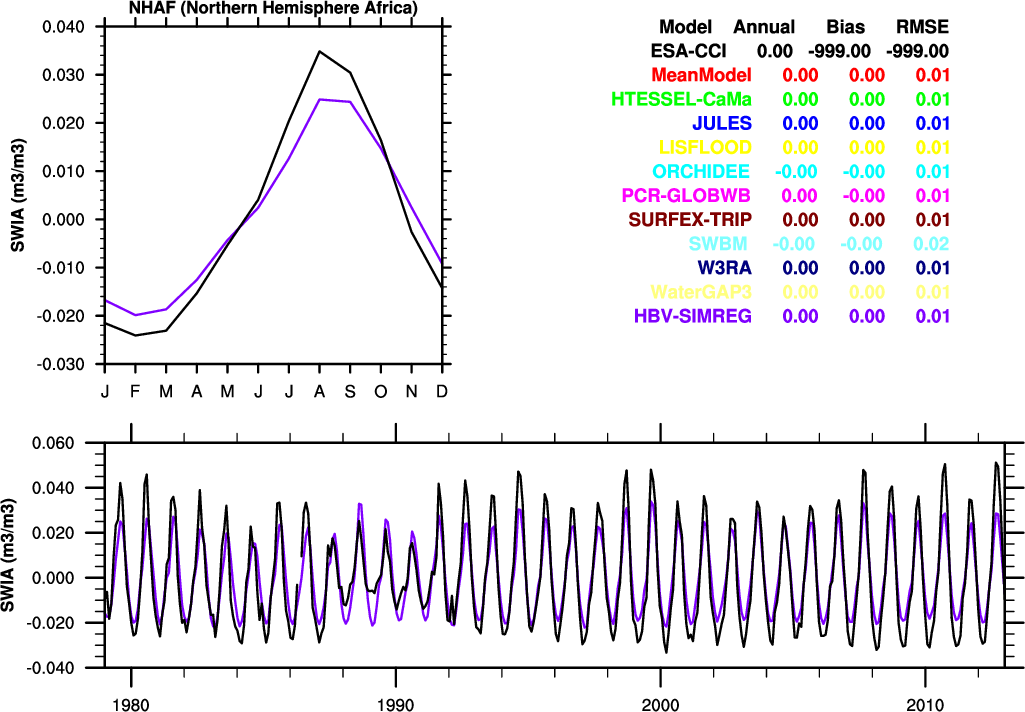 NHAF (Northern Hemisphere Africa)
0.040
0.030
0.020
0.010
0.000
-0.010
-0.020
-0.030
SWIA (m3/m3)
J F M A M J J A S O N D
Model Annual Bias RMSE
ESA-CCI 0.00 -999.00 -999.00
MeanModel 0.00 0.00 0.01
HTESSEL-CaMa 0.00 0.00 0.01
JULES 0.00 0.00 0.01
LISFLOOD 0.00 0.00 0.01
ORCHIDEE -0.00 -0.00 0.01
PCR-GLOBWB 0.00 -0.00 0.01
SURFEX-TRIP 0.00 0.00 0.01
SWBM -0.00 -0.00 0.02
W3RA 0.00 0.00 0.01
WaterGAP3 0.00 0.00 0.01
HBV-SIMREG 0.00 0.00 0.01
0.060
0.040
0.020
0.000
-0.020
-0.040
SWIA (m3/m3)
1980 1990 2000 2010